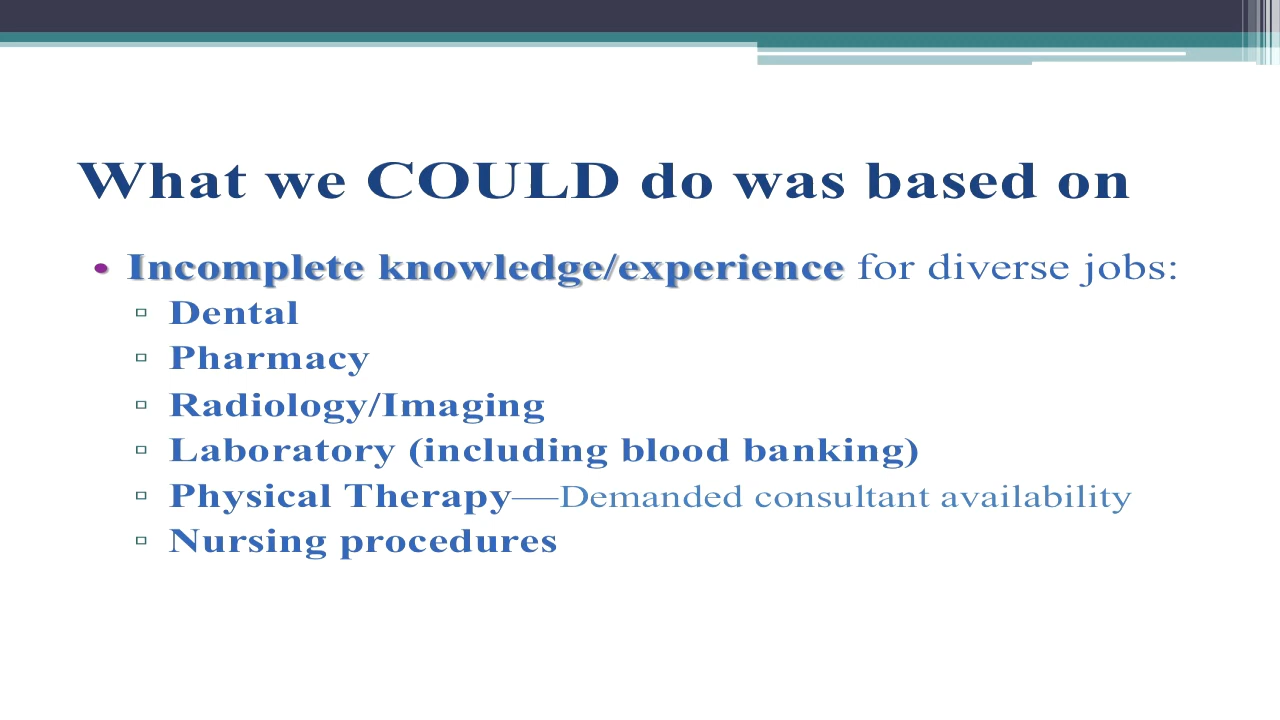 What we COULD do was based on
• Incomplete knowledge/experience for diverse jobs:
▫ Dental
▫ Pharmacy
▫ Radiology/Imaging
▫ Laboratory (including blood banking)
▫ Physical Therapy—Demanded consultant availability
▫ Nursing procedures